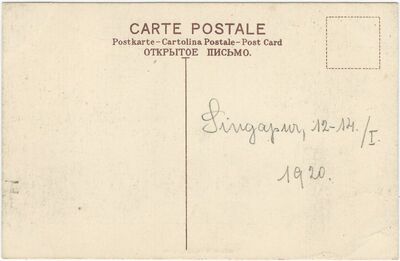 CARTE POSTALE
Postkarte – Cartolina Postale – Post Card
ОТКРЫТОЕ ПИСЬМО.
Singapur, 12-14./I.
1920.